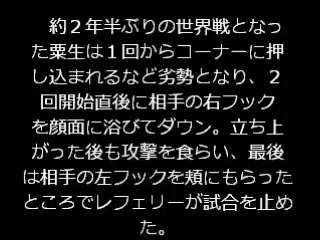 約２年半ぶりの世界戦となっ
た粟生は１回からコーナーに押
し込まれるなど劣勢となり、２
回開始直後に相手の右フック
を顔面に浴びてダウン。立ち上
がった後も攻撃を食らい、最後
は相手の左フックを頬にもらった
ところでレフェリーが試合を止め
た。